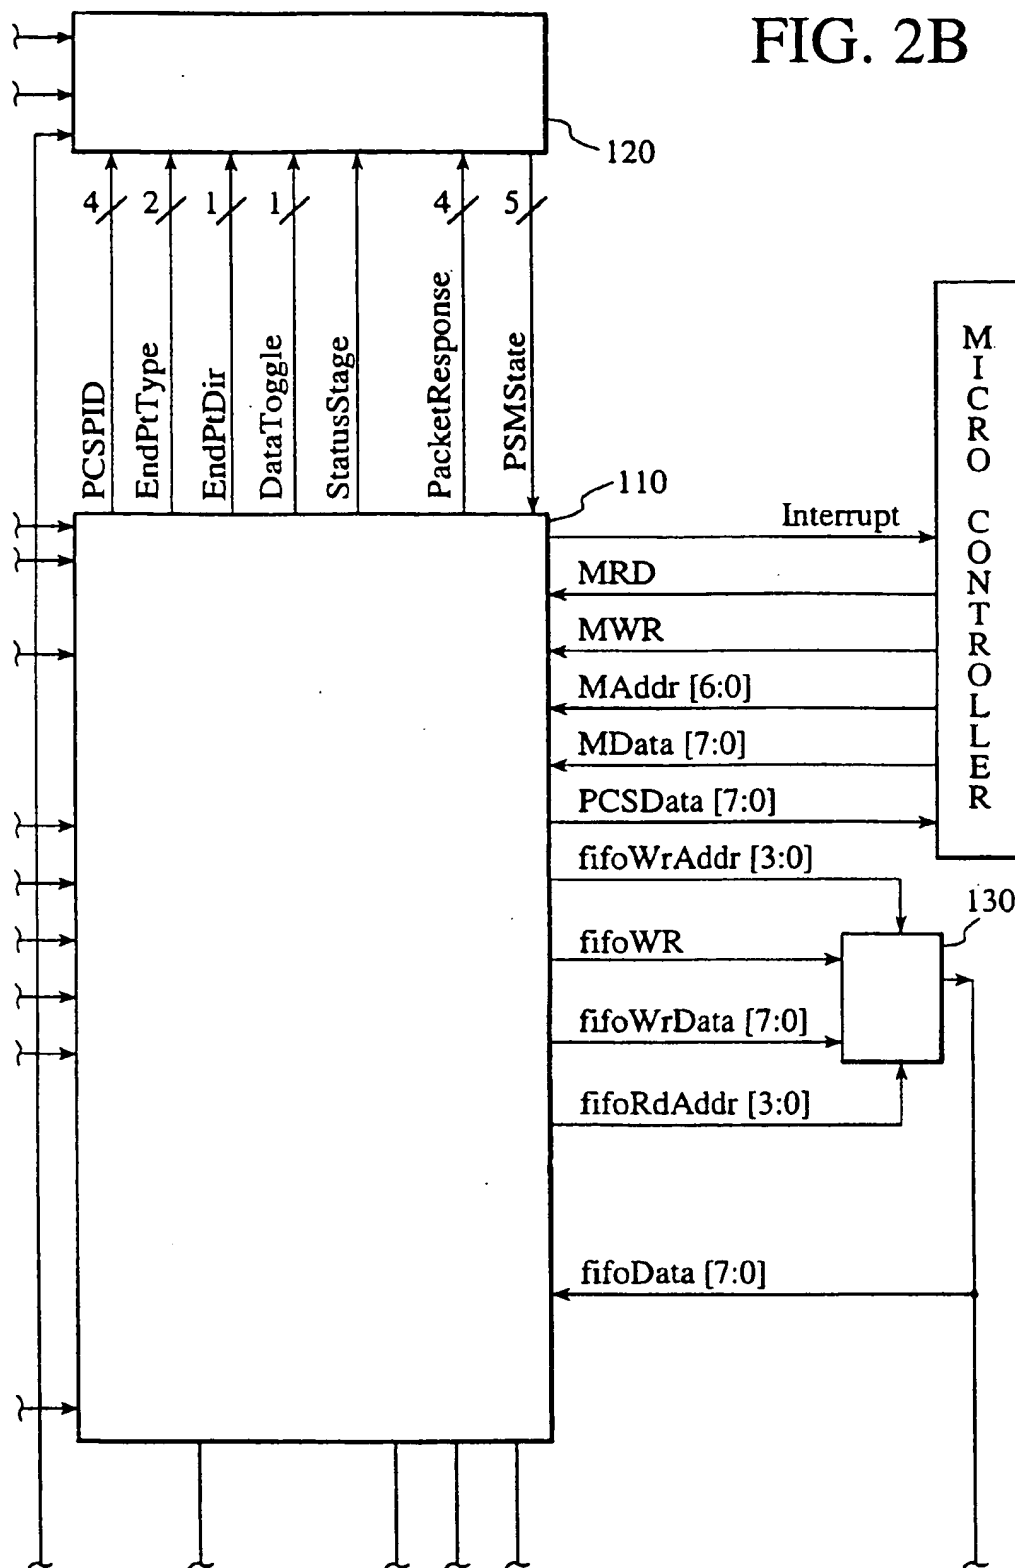 FIG. 2B
120
4
2
1
1
4
5
PCSPID
EndPtType
EndPtDir
DataToggle
StatusStage
PacketResponse
PSMState
110
MICRO CONTROLLER
Interrupt
MRD
MWR
MAddr [6:0]
MData [7:0]
PCSData [7:0]
fifoWrAddr [3:0]
130
fifoWR
fifoWrData [7:0]
fifoRdAddr [3:0]
fifoData [7:0]